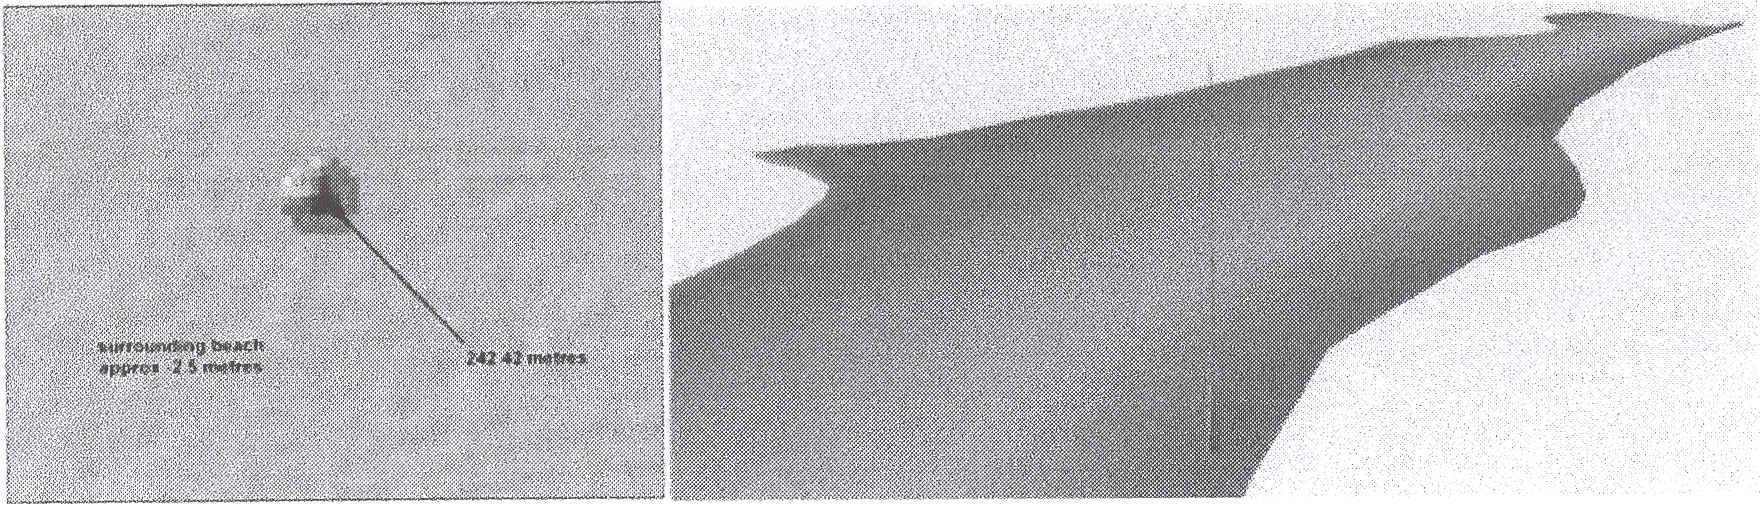 surrounding beach
approx -2.5 metres
242.42 metres